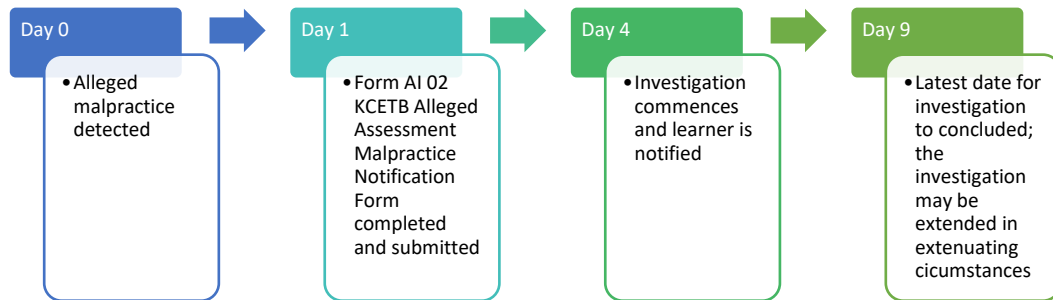 Day 0
•Alleged
malpractice
detected
Day 1
•Form AI 02
KCETB Alleged
Assessment
Malpractice
Notification
Form
completed
and submitted
Day 4
•Investigation
commences
and learner is
notified
Day 9
•Latest date for
investigation
to concluded;
the
investigation
may be
extended in
extenuating
cicumstances